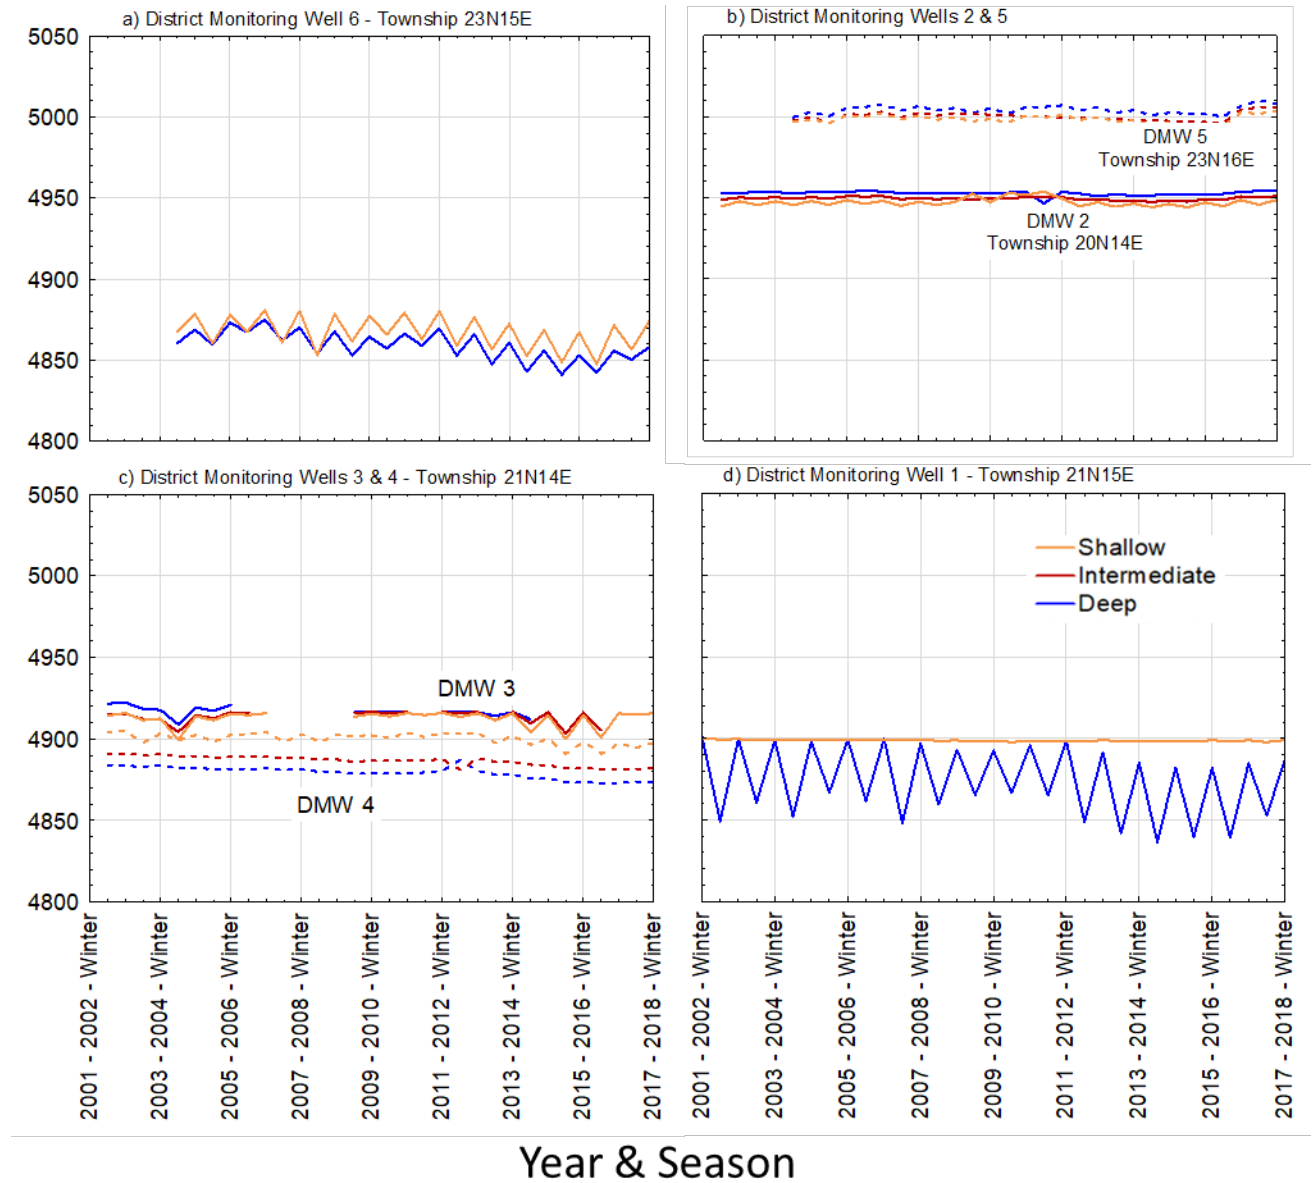 a) District Monitoring Well 6 - Township 23N15E
5050
5000
4950
4900
4850
4800
b) District Monitoring Wells 2 & 5
DMW 5
Township 23N16E
DMW 2
Township 20N14E
c) District Monitoring Wells 3 & 4 - Township 21N14E
5050
5000
4950
4900
4850
4800
DMW 3
DMW 4
d) District Monitoring Well 1 - Township 21N15E
Shallow
Intermediate
Deep
2001 - 2002 - Winter
2003 - 2004 - Winter
2005 - 2006 - Winter
2007 - 2008 - Winter
2009 - 2010 - Winter
2011 - 2012 - Winter
2013 - 2014 - Winter
2015 - 2016 - Winter
2017 - 2018 - Winter
2001 - 2002 - Winter
2003 - 2004 - Winter
2005 - 2006 - Winter
2007 - 2008 - Winter
2009 - 2010 - Winter
2011 - 2012 - Winter
2013 - 2014 - Winter
2015 - 2016 - Winter
2017 - 2018 - Winter
Year & Season